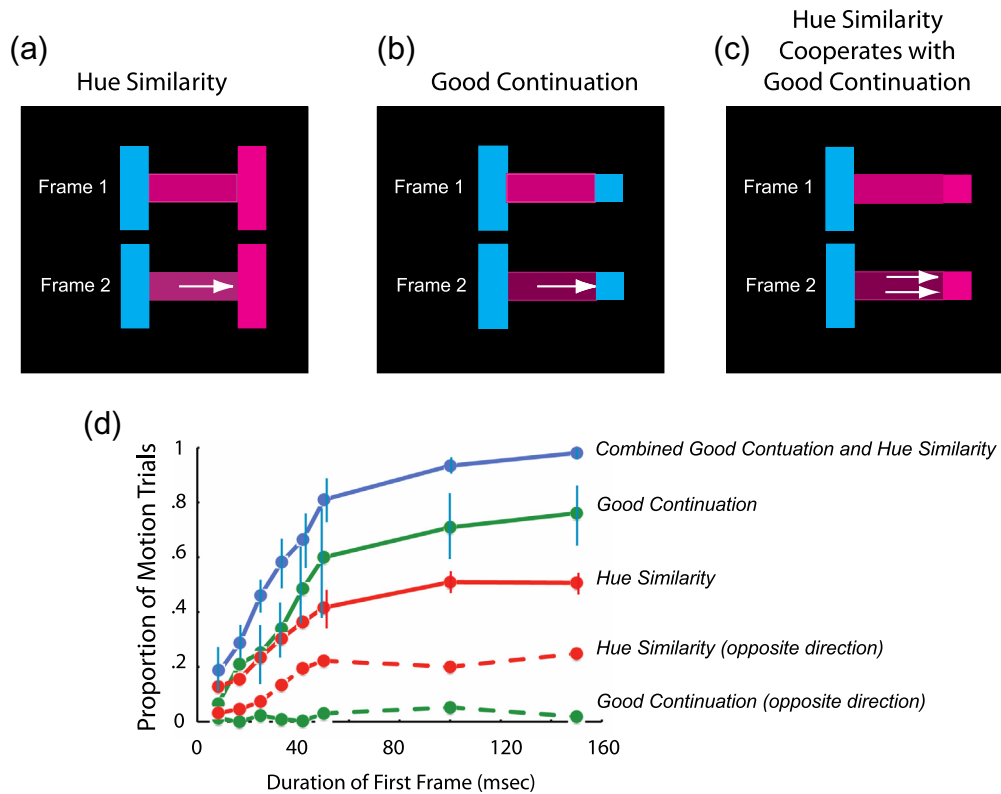 (a)
Hue Similarity
Frame 1
Frame 2
(b)
Good Continuation
Frame 1
Frame 2
(c)
Hue Similarity
Cooperates with
Good Continuation
Frame 1
Frame 2
(d)
Proportion of Motion Trials
1
.8
.6
.4
.2
0
0
40
80
120
160
Duration of First Frame (msec)
Combined Good Contuation and Hue Similarity
Good Continuation
Hue Similarity
Hue Similarity (opposite direction)
Good Continuation (opposite direction)